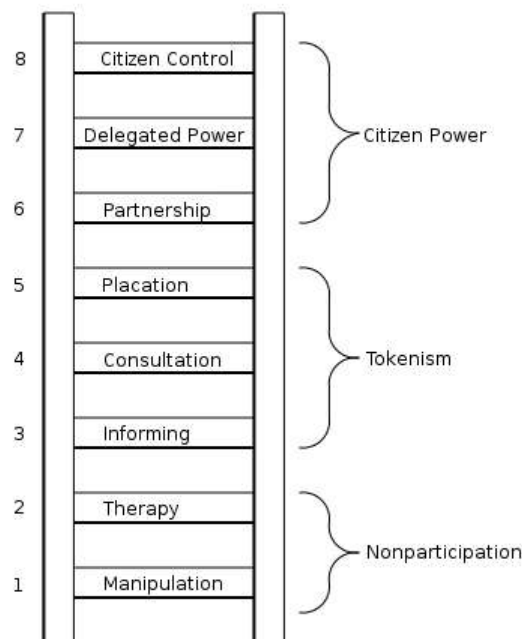 8 Citizen Control
7 Delegated Power
Citizen Power
6 Partnership
5 Placation
4 Consultation
Tokenism
3 Informing
2 Therapy
Nonparticipation
1 Manipulation